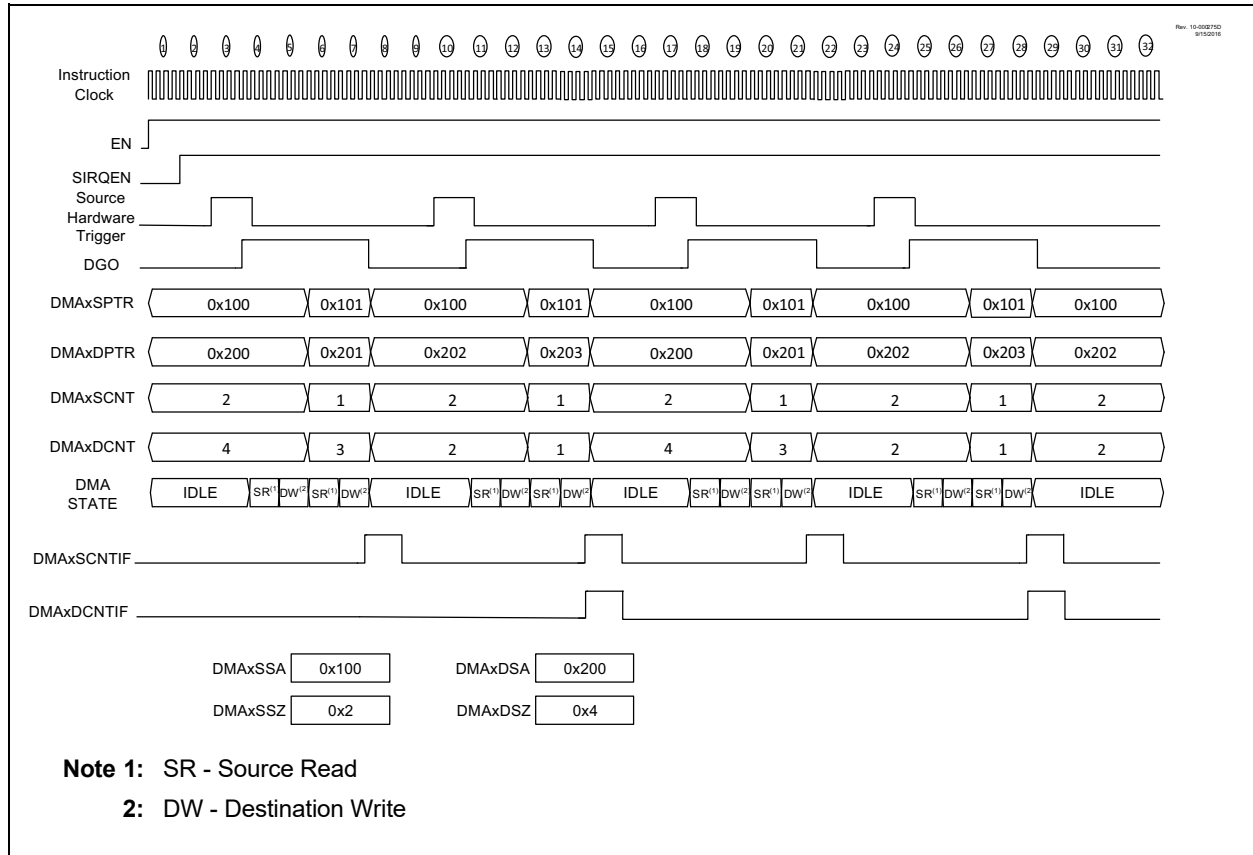 Rev. 10-000275D
9/15/2016
1 2 3 4 5 6 7 8 9 10 11 12 13 14 15 16 17 18 19 20 21 22 23 24 25 26 27 28 29 30 31 32
Instruction
Clock
EN
SIRQEN
Source
Hardware
Trigger
DGO
DMAxSPTR 0x100 0x101 0x100 0x101 0x100 0x101 0x100 0x101 0x100
DMAxDPTR 0x200 0x201 0x202 0x203 0x200 0x201 0x202 0x203 0x202
DMAxSCNT 2 1 2 1 2 1 2 1 2
DMAxDCNT 4 3 2 1 4 3 2 1 2
DMA
STATE
IDLE SR(1 DW(2 SR(1) DW(2 IDLE SR(1) DW(2 SR(1) DW(2 IDLE SR(1) DW(2 SR(1) DW(2 IDLE SR(1) DW(2 SR(1) DW(2 IDLE
DMAxSCNTIF
DMAxDCNTIF
DMAxSSA 0x100 DMAxDSA 0x200
DMAxSSZ 0x2 DMAxDSZ 0x4
Note 1: SR - Source Read
2: DW - Destination Write